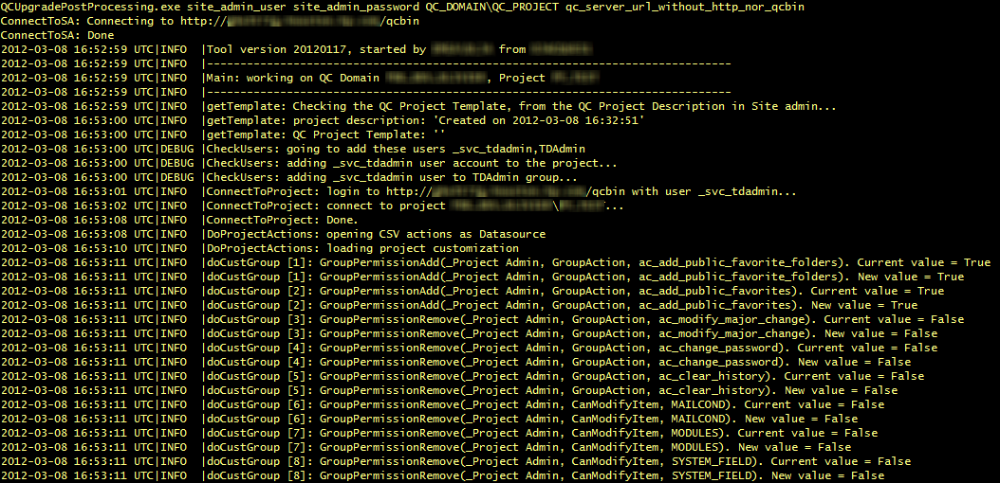 QCUpgradePostProcessing.exe site_admin_user site_admin_password QC_DOMAIN\QC_PROJECT qc_server_url_without_http_nor_qcbin
ConnectToSA: Connecting to http:// /qcbin
ConnectToSA: Done
2012-03-08 16:52:59 UTC|INFO |Tool version 20120117, started by from
2012-03-08 16:52:59 UTC|INFO |-------------------------------------------------------------------------------
2012-03-08 16:52:59 UTC|INFO |Main: working on QC Domain , Project
2012-03-08 16:52:59 UTC|INFO |-------------------------------------------------------------------------------
2012-03-08 16:52:59 UTC|INFO |getTemplate: Checking the QC Project Template, from the QC Project Description in Site admin...
2012-03-08 16:53:00 UTC|INFO |getTemplate: project description: 'Created on 2012-03-08 16:32:51'
2012-03-08 16:53:00 UTC|INFO |getTemplate: QC Project Template: ''
2012-03-08 16:53:00 UTC|DEBUG |CheckUsers: going to add these users _svc_tdadmin,TDAdmin
2012-03-08 16:53:00 UTC|DEBUG |CheckUsers: adding _svc_tdadmin user account to the project...
2012-03-08 16:53:00 UTC|DEBUG |CheckUsers: adding _svc_tdadmin user to TDAdmin group...
2012-03-08 16:53:01 UTC|INFO |ConnectToProject: login to http:// /qcbin with user _svc_tdadmin...
2012-03-08 16:53:02 UTC|INFO |ConnectToProject: connect to project \ ...
2012-03-08 16:53:08 UTC|INFO |ConnectToProject: Done.
2012-03-08 16:53:08 UTC|INFO |DoProjectActions: opening CSV actions as Datasource
2012-03-08 16:53:10 UTC|INFO |DoProjectActions: loading project customization
2012-03-08 16:53:11 UTC|INFO |doCustGroup [1]: GroupPermissionAdd(_Project Admin, GroupAction, ac_add_public_favorite_folders). Current value = True
2012-03-08 16:53:11 UTC|INFO |doCustGroup [1]: GroupPermissionAdd(_Project Admin, GroupAction, ac_add_public_favorite_folders). New value = True
2012-03-08 16:53:11 UTC|INFO |doCustGroup [2]: GroupPermissionAdd(_Project Admin, GroupAction, ac_add_public_favorites). Current value = True
2012-03-08 16:53:11 UTC|INFO |doCustGroup [2]: GroupPermissionAdd(_Project Admin, GroupAction, ac_add_public_favorites). New value = True
2012-03-08 16:53:11 UTC|INFO |doCustGroup [3]: GroupPermissionRemove(_Project Admin, GroupAction, ac_modify_major_change). Current value = False
2012-03-08 16:53:11 UTC|INFO |doCustGroup [3]: GroupPermissionRemove(_Project Admin, GroupAction, ac_modify_major_change). New value = False
2012-03-08 16:53:11 UTC|INFO |doCustGroup [4]: GroupPermissionRemove(_Project Admin, GroupAction, ac_change_password). Current value = False
2012-03-08 16:53:11 UTC|INFO |doCustGroup [4]: GroupPermissionRemove(_Project Admin, GroupAction, ac_change_password). New value = False
2012-03-08 16:53:11 UTC|INFO |doCustGroup [5]: GroupPermissionRemove(_Project Admin, GroupAction, ac_clear_history). Current value = False
2012-03-08 16:53:11 UTC|INFO |doCustGroup [5]: GroupPermissionRemove(_Project Admin, GroupAction, ac_clear_history). New value = False
2012-03-08 16:53:11 UTC|INFO |doCustGroup [6]: GroupPermissionRemove(_Project Admin, CanModifyItem, MAILCOND). Current value = False
2012-03-08 16:53:11 UTC|INFO |doCustGroup [6]: GroupPermissionRemove(_Project Admin, CanModifyItem, MAILCOND). New value = False
2012-03-08 16:53:11 UTC|INFO |doCustGroup [7]: GroupPermissionRemove(_Project Admin, CanModifyItem, MODULES). Current value = False
2012-03-08 16:53:11 UTC|INFO |doCustGroup [7]: GroupPermissionRemove(_Project Admin, CanModifyItem, MODULES). New value = False
2012-03-08 16:53:11 UTC|INFO |doCustGroup [8]: GroupPermissionRemove(_Project Admin, CanModifyItem, SYSTEM_FIELD). Current value = False
2012-03-08 16:53:11 UTC|INFO |doCustGroup [8]: GroupPermissionRemove(_Project Admin, CanModifyItem, SYSTEM_FIELD). New value = False